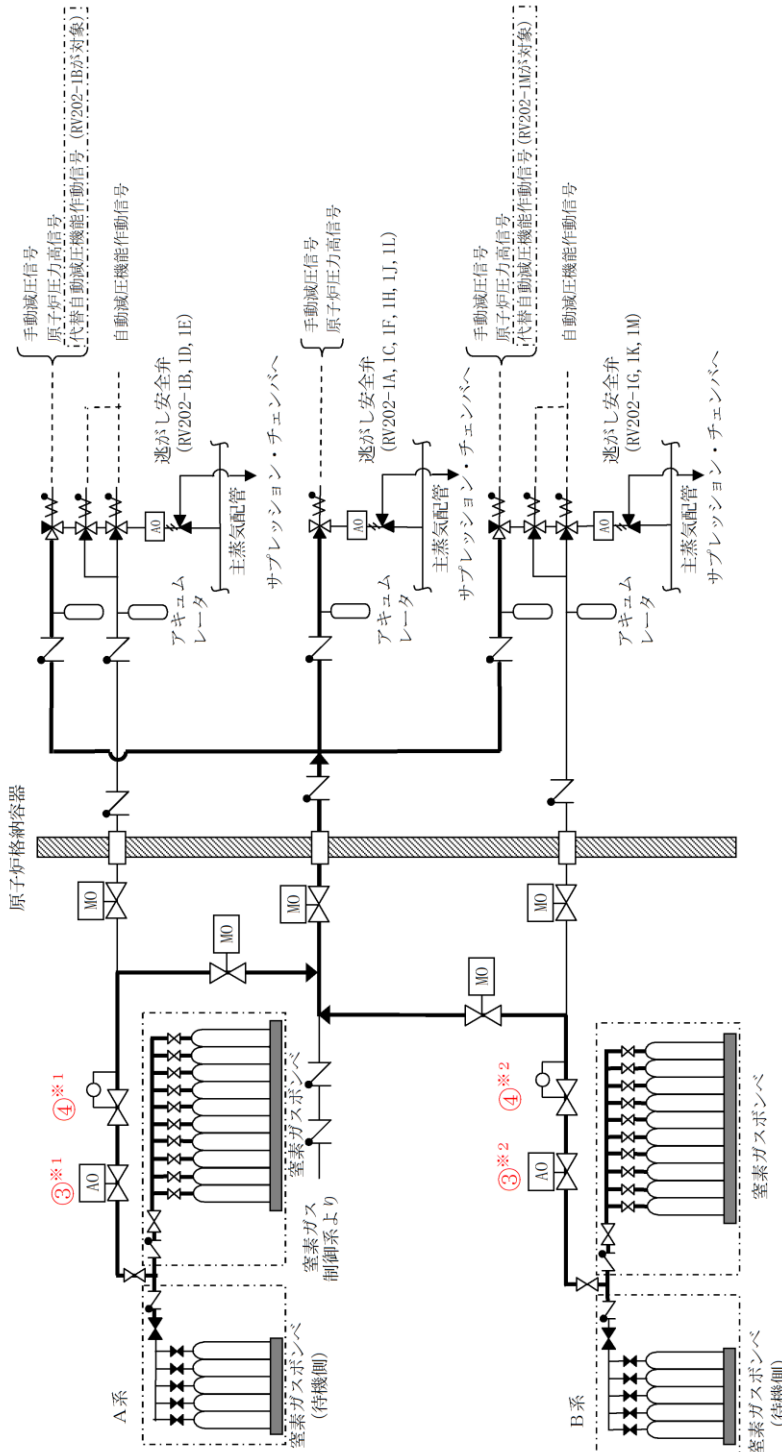 原子炉格納容器
手動減圧信号
原子炉圧力高信号
代替自動減圧機能作動信号 (RV202-1Bが対象)
自動減圧機能作動信号
逃がし安全弁
(RV202-1B, 1D, 1E)
サプレッション・チェンバへ
主蒸気配管
アキュム
レータ
AO
MO
MO
③※1
④※1
AO
A系
窒素ガスボンベ
(待機側)
窒素ガスボンベ
窒素ガス
制御系より
手動減圧信号
原子炉圧力高信号
逃がし安全弁
(RV202-1A, 1C, 1F, 1H, 1J, 1L)
サプレッション・チェンバへ
主蒸気配管
アキュム
レータ
AO
MO
手動減圧信号
原子炉圧力高信号
代替自動減圧機能作動信号 (RV202-1Mが対象)
自動減圧機能作動信号
逃がし安全弁
(RV202-1G, 1K, 1M)
サプレッション・チェンバへ
主蒸気配管
アキュム
レータ
AO
MO
MO
③※2
④※2
AO
B系
窒素ガスボンベ
(待機側)
窒素ガスボンベ